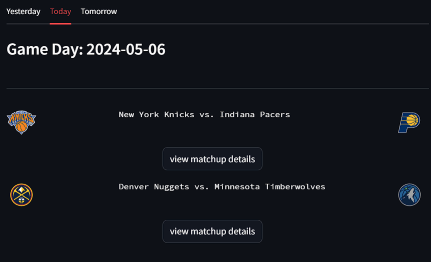 Yesterday Today Tomorrow
Game Day: 2024-05-06
New York Knicks vs. Indiana Pacers
view matchup details
Denver Nuggets vs. Minnesota Timberwolves
view matchup details